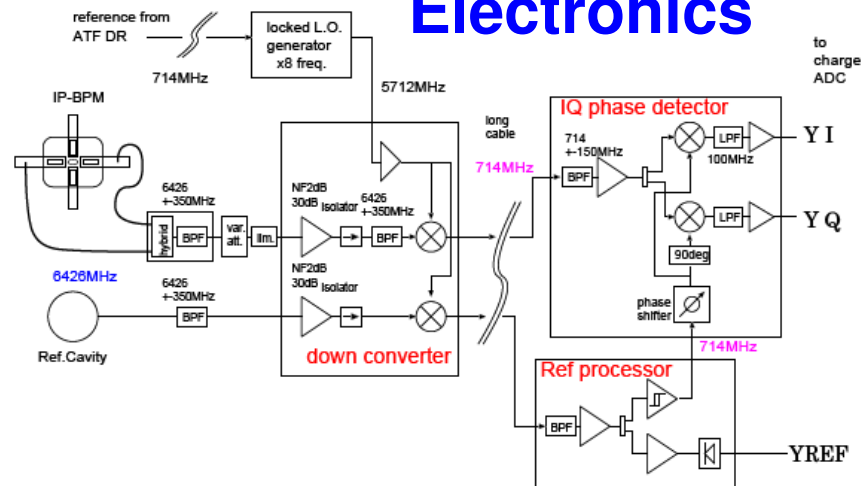 Electronics
reference from
ATF DR
714MHz
locked L.O.
generator
x8 freq.
5712MHz
to
charge
ADC
IP-BPM
long
cable
714MHz
IQ phase detector
714
+-150MHz
BPF
LPF
100MHz
Y I
LPF
Y Q
90deg
phase
shifter
714MHz
6426
+-350MHz
hybrid
BPF
var.
att.
lim.
NF2dB
30dB
Isolator
6426
+-350MHz
BPF
6426MHz
6426
+-350MHz
BPF
NF2dB
30dB
Isolator
Ref.Cavity
down converter
Ref processor
BPF
YREF